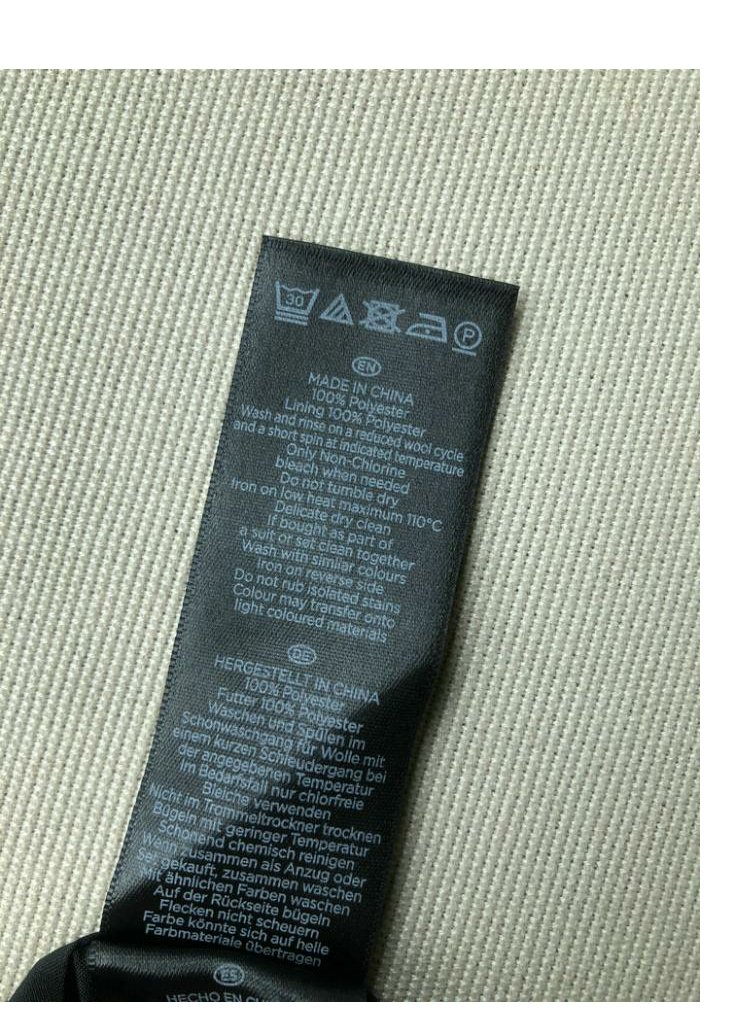 30
P
EN
MADE IN CHINA
100% Polyester
Lining 100% Polyester
Wash and rinse on a reduced wool cycle
and a short spin at indicated temperature
Only Non-Chlorine
bleach when needed
Do not tumble dry
Iron on low heat maximum 110°C
Delicate dry clean
If bought as part of
a suit or set clean together
Wash with similar colours
Iron on reverse side
Do not rub isolated stains
Colour may transfer onto
light coloured materials
DE
HERGESTELLT IN CHINA
100% Polyester
Futter 100% Polyester
Waschen und Spülen im
Schonwaschgang für Wolle mit
einem kurzen Schleudergang bei
der angegebenen Temperatur
Im Bedarfsfall nur chlorfreie
Bleiche verwenden
Nicht im Trommeltrockner trocknen
Bügeln mit geringer Temperatur
Schonend chemisch reinigen
Wenn zusammen als Anzug oder
Set gekauft, zusammen waschen
Mit ähnlichen Farben waschen
Auf der Rückseite bügeln
Flecken nicht scheuern
Farbe könnte sich auf helle
Farbmateriale übertragen
ES
HECHO EN